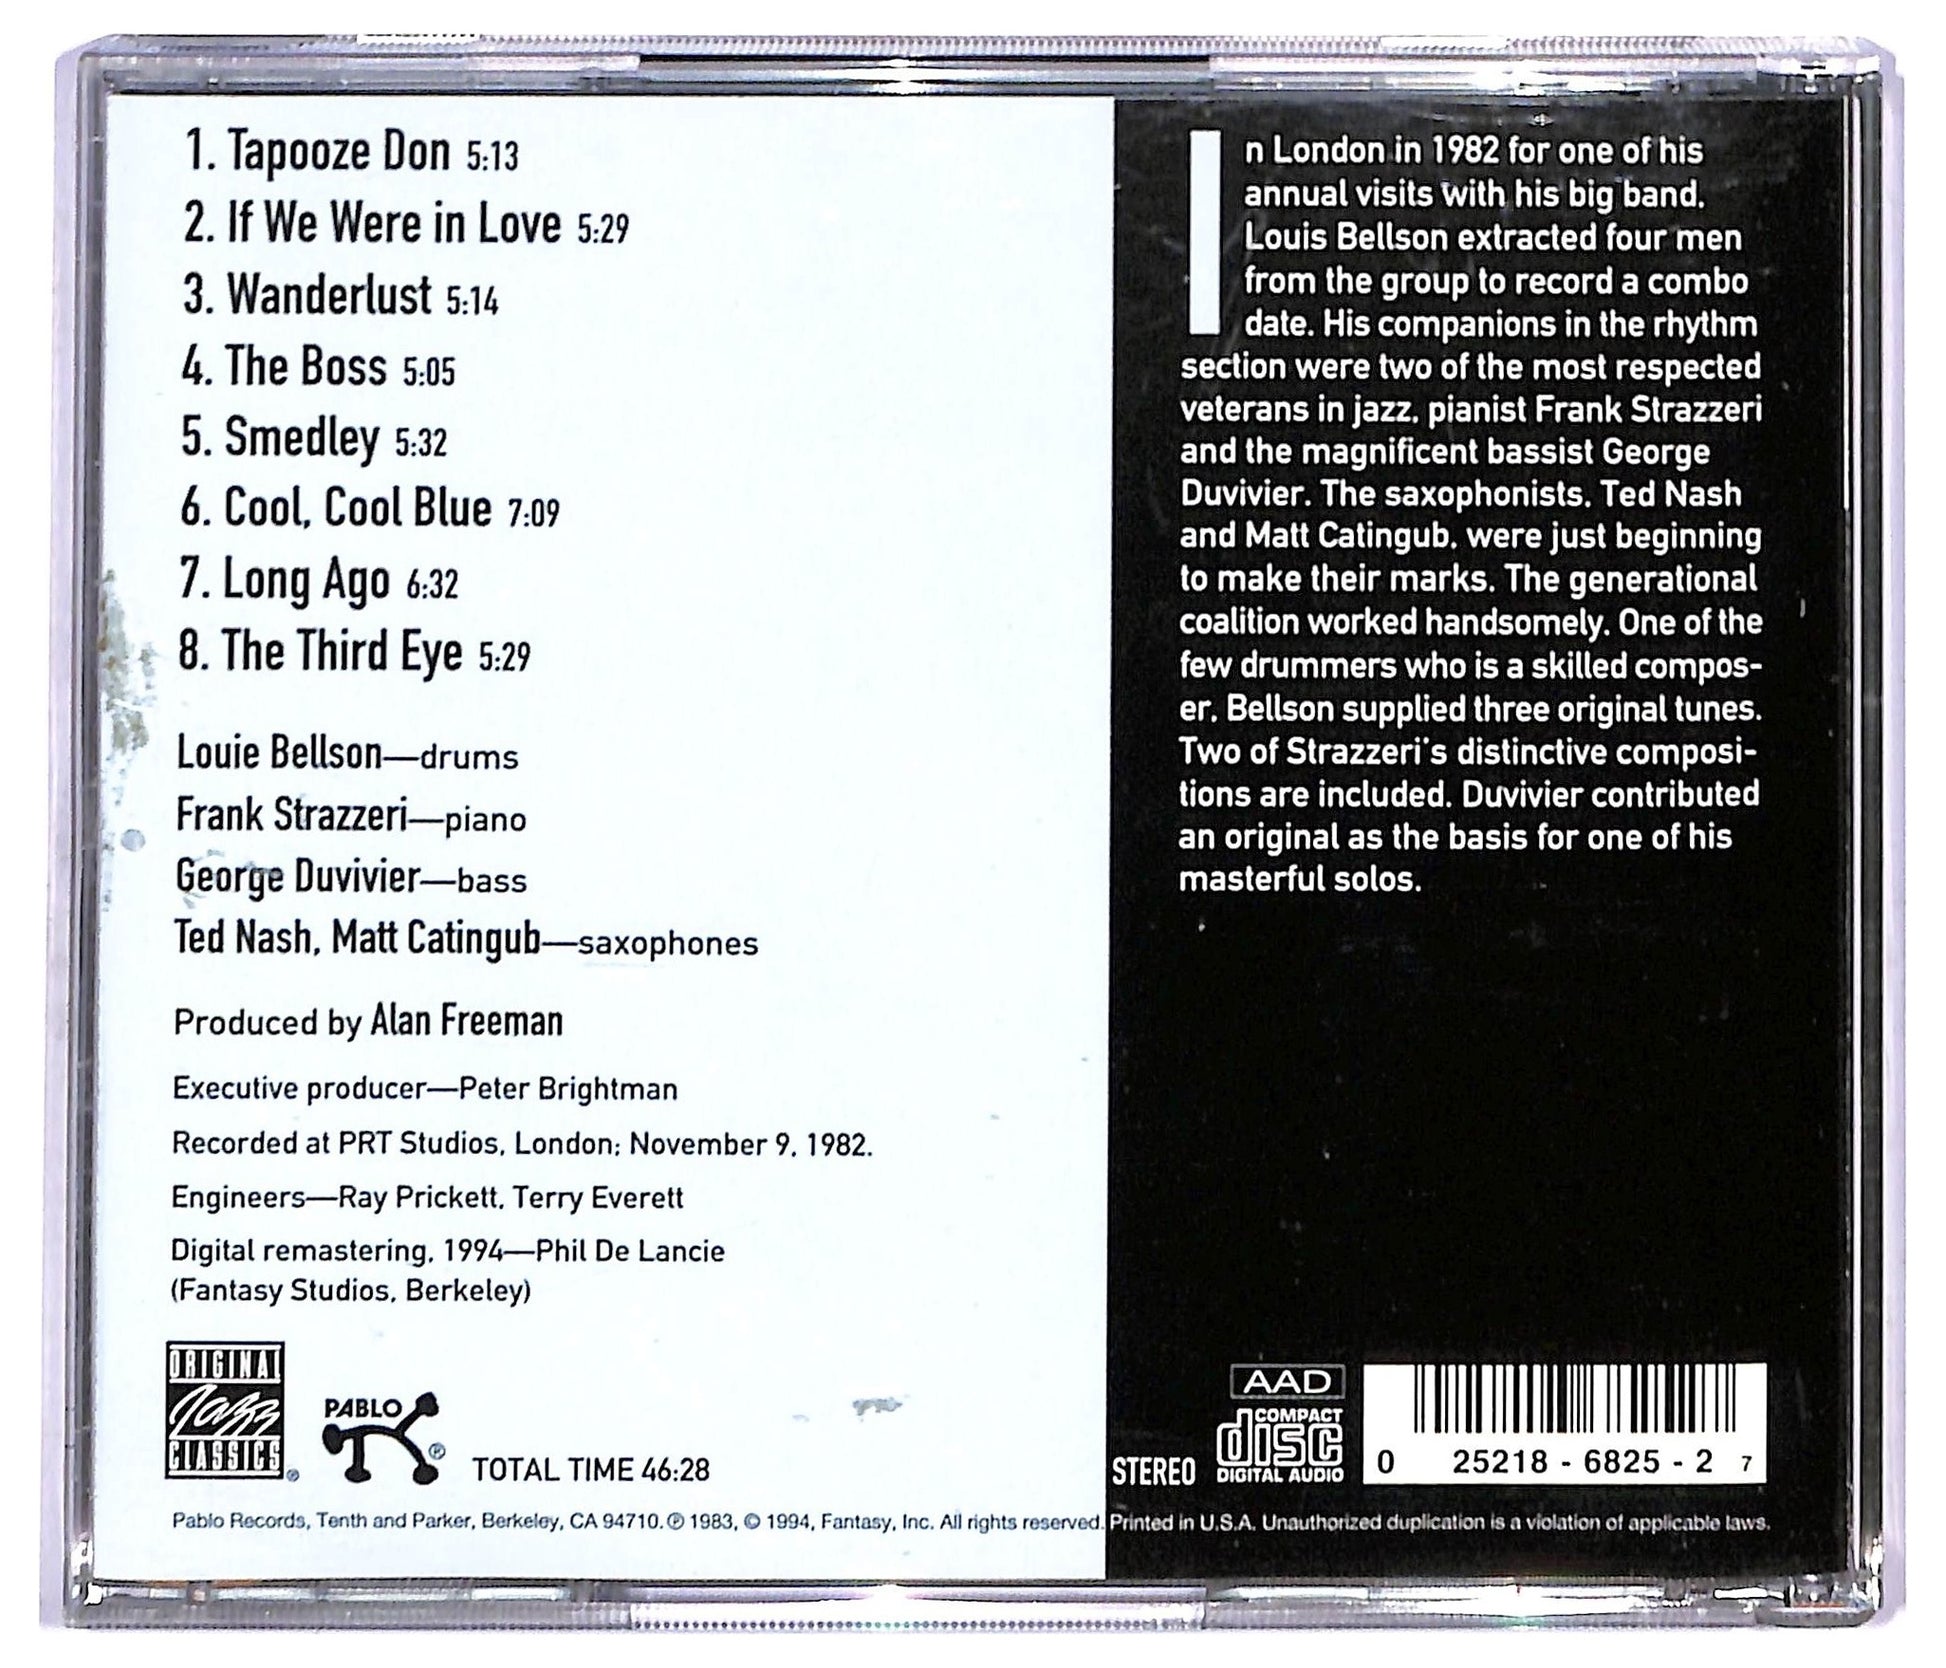 1. Tapooze Don 5:13
2. If We Were in Love 5:29
3. Wanderlust 5:14
4. The Boss 5:05
5. Smedley 5:32
6. Cool, Cool Blue 7:09
7. Long Ago 6:32
8. The Third Eye 5:29
Louie Bellson—drums
Frank Strazzeri—piano
George Duvivier—bass
Ted Nash, Matt Catingub—saxophones
Produced by Alan Freeman
Executive producer—Peter Brightman
Recorded at PRT Studios, London; November 9, 1982.
Engineers—Ray Prickett, Terry Everett
Digital remastering, 1994—Phil De Lancie
(Fantasy Studios, Berkeley)
ORIGINAL
Jazz
CLASSICS®
PABLO
®
TOTAL TIME 46:28
In London in 1982 for one of his
annual visits with his big band,
Louis Bellson extracted four men
from the group to record a combo
date. His companions in the rhythm
section were two of the most respected
veterans in jazz, pianist Frank Strazzeri
and the magnificent bassist George
Duvivier. The saxophonists, Ted Nash
and Matt Catingub, were just beginning
to make their marks. The generational
coalition worked handsomely. One of the
few drummers who is a skilled compos-
er, Bellson supplied three original tunes.
Two of Strazzeri's distinctive composi-
tions are included. Duvivier contributed
an original as the basis for one of his
masterful solos.
STEREO
AAD
COMPACT
disc
DIGITAL AUDIO
0 25218 - 6825 - 2 7
Pablo Records, Tenth and Parker, Berkeley, CA 94710. ℗ 1983, © 1994, Fantasy, Inc. All rights reserved. Printed in U.S.A. Unauthorized duplication is a violation of applicable laws.